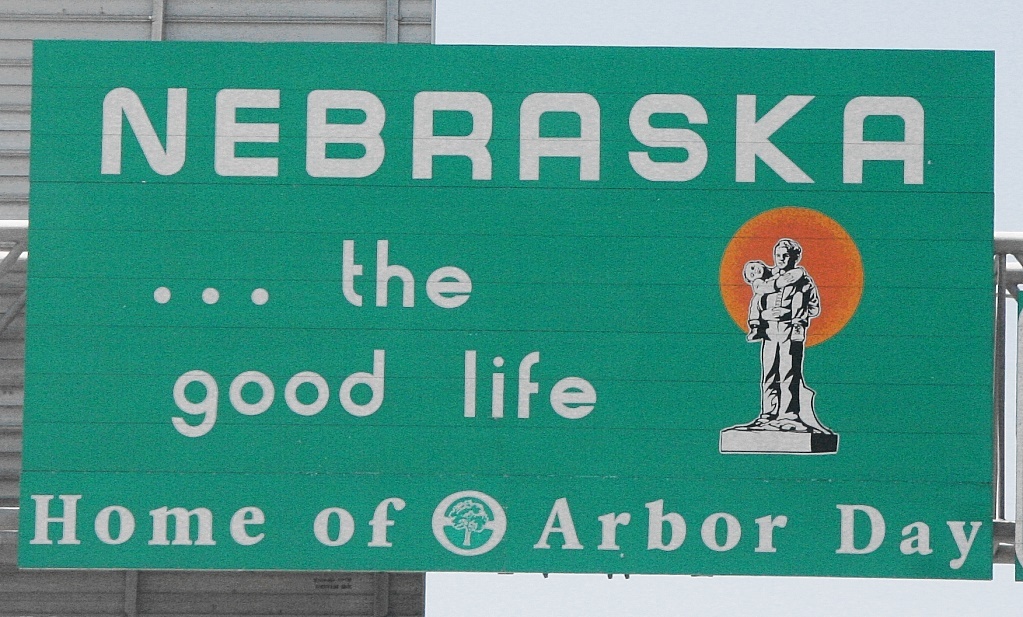 NEBRASKA
... the
good life
Home of Arbor Day